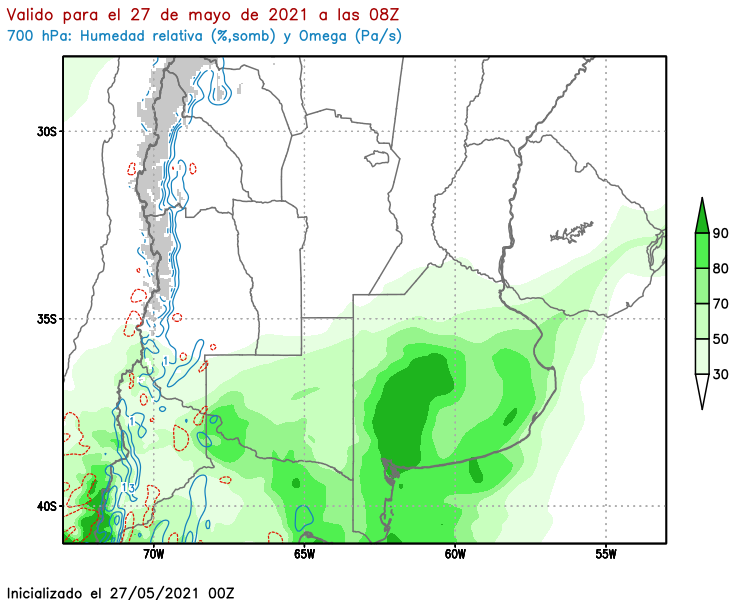 Valido para el 27 de mayo de 2021 a las 08Z
700 hPa: Humedad relativa (%,somb) y Omega (Pa/s)
30S
35S
40S
70W
65W
60W
55W
90
80
70
50
30
Inicializado el 27/05/2021 00Z